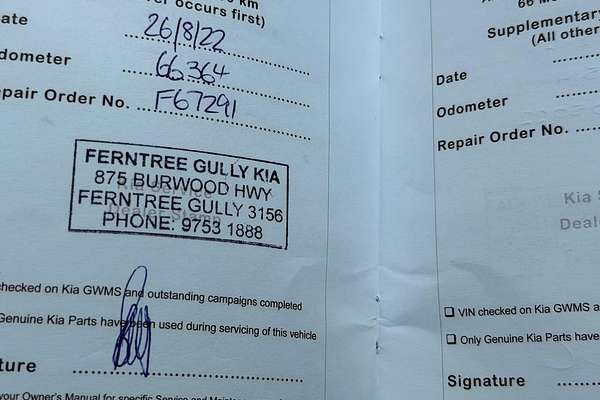 km
er occurs first)
ate 26/8/22
dometer 66364
epair Order No. F67291
FERNTREE GULLY KIA
875 BURWOOD HWY
FERNTREE GULLY 3156
PHONE: 9753 1888
checked on Kia GWMS and outstanding campaigns completed
Genuine Kia Parts have been used during servicing of this vehicle
ture
your Owner's Manual for specific Service and
66 M
Supplementary
(All other
Date
Odometer
Repair Order No.
Kia S
Deal
VIN checked on Kia GWMS a
Only Genuine Kia Parts have
Signature